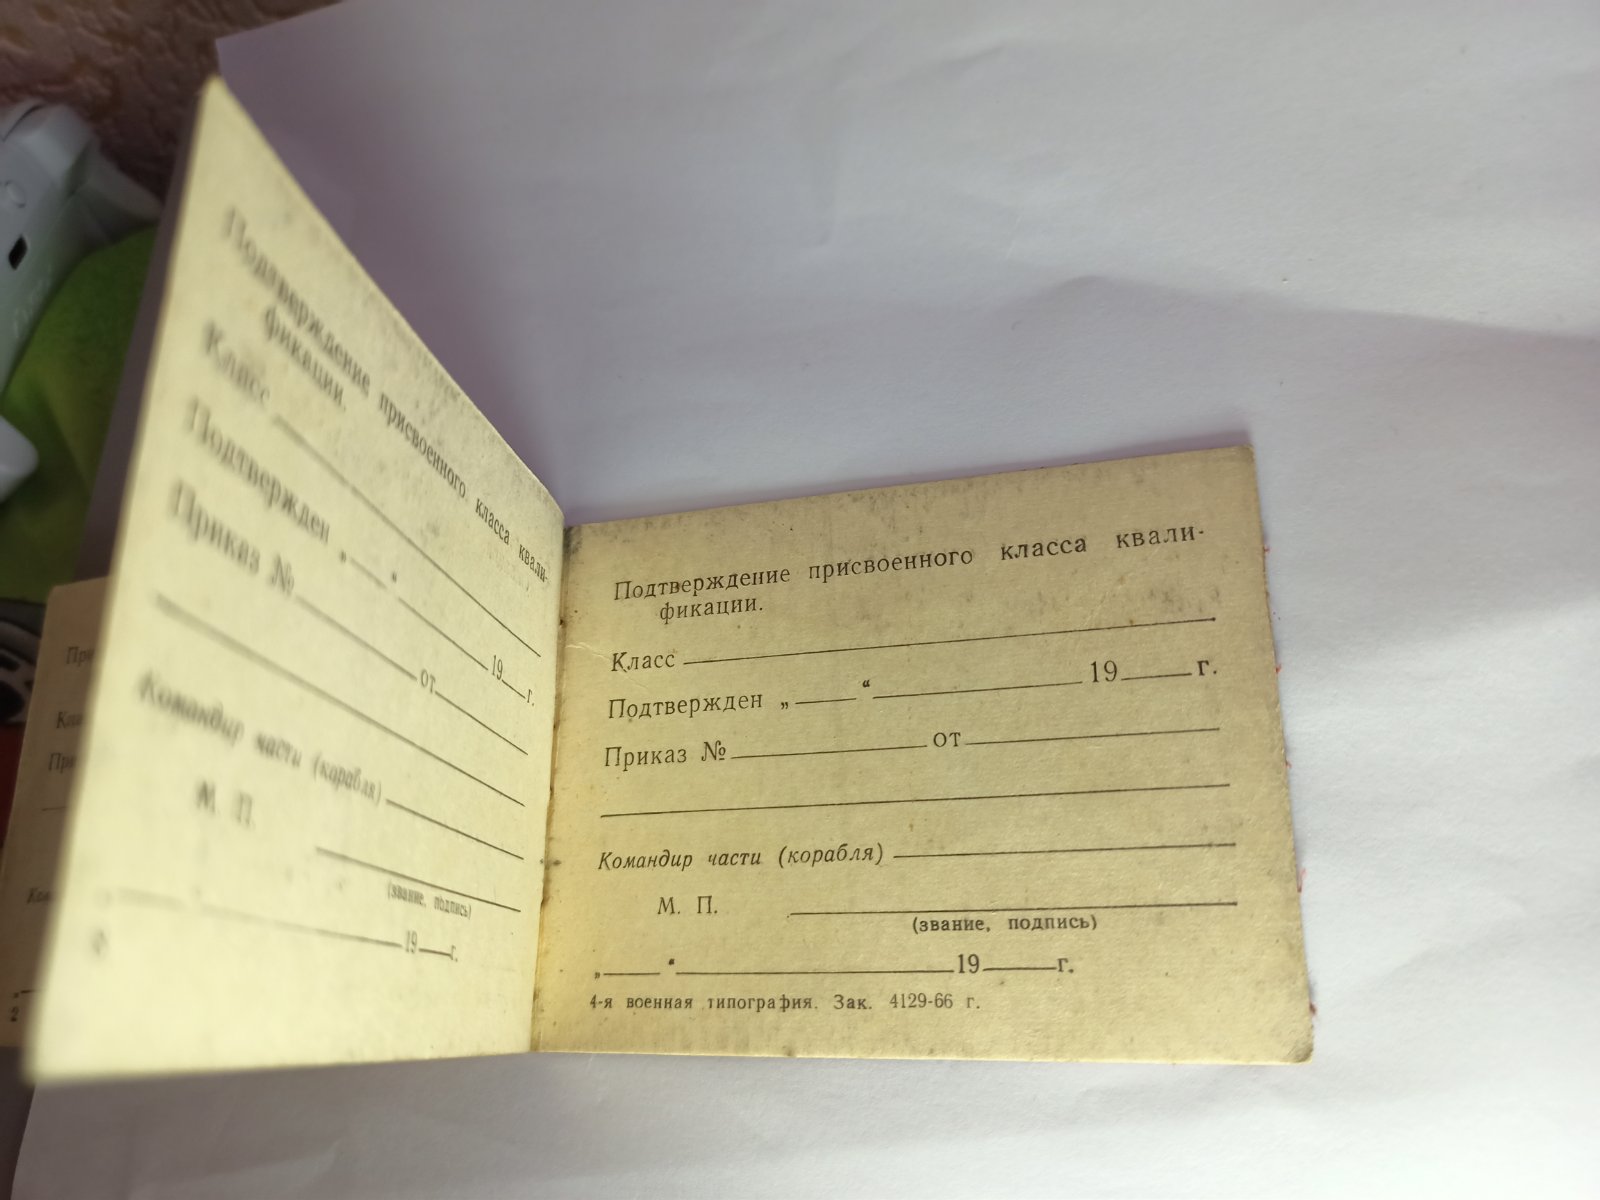 Подтверждение присвоенного класса квали-
фикации.
Класс
Подтвержден „ “ 19 г.
Приказ № от
Командир части (корабля)
М. П.
(звание, подпись)
„ “ 19 г.
Подтверждение присвоенного класса квали-
фикации.
Класс
Подтвержден „ “ 19 г.
Приказ № от
Командир части (корабля)
М. П.
(звание, подпись)
„ “ 19 г.
4-я военная типография. Зак. 4129-66 г.